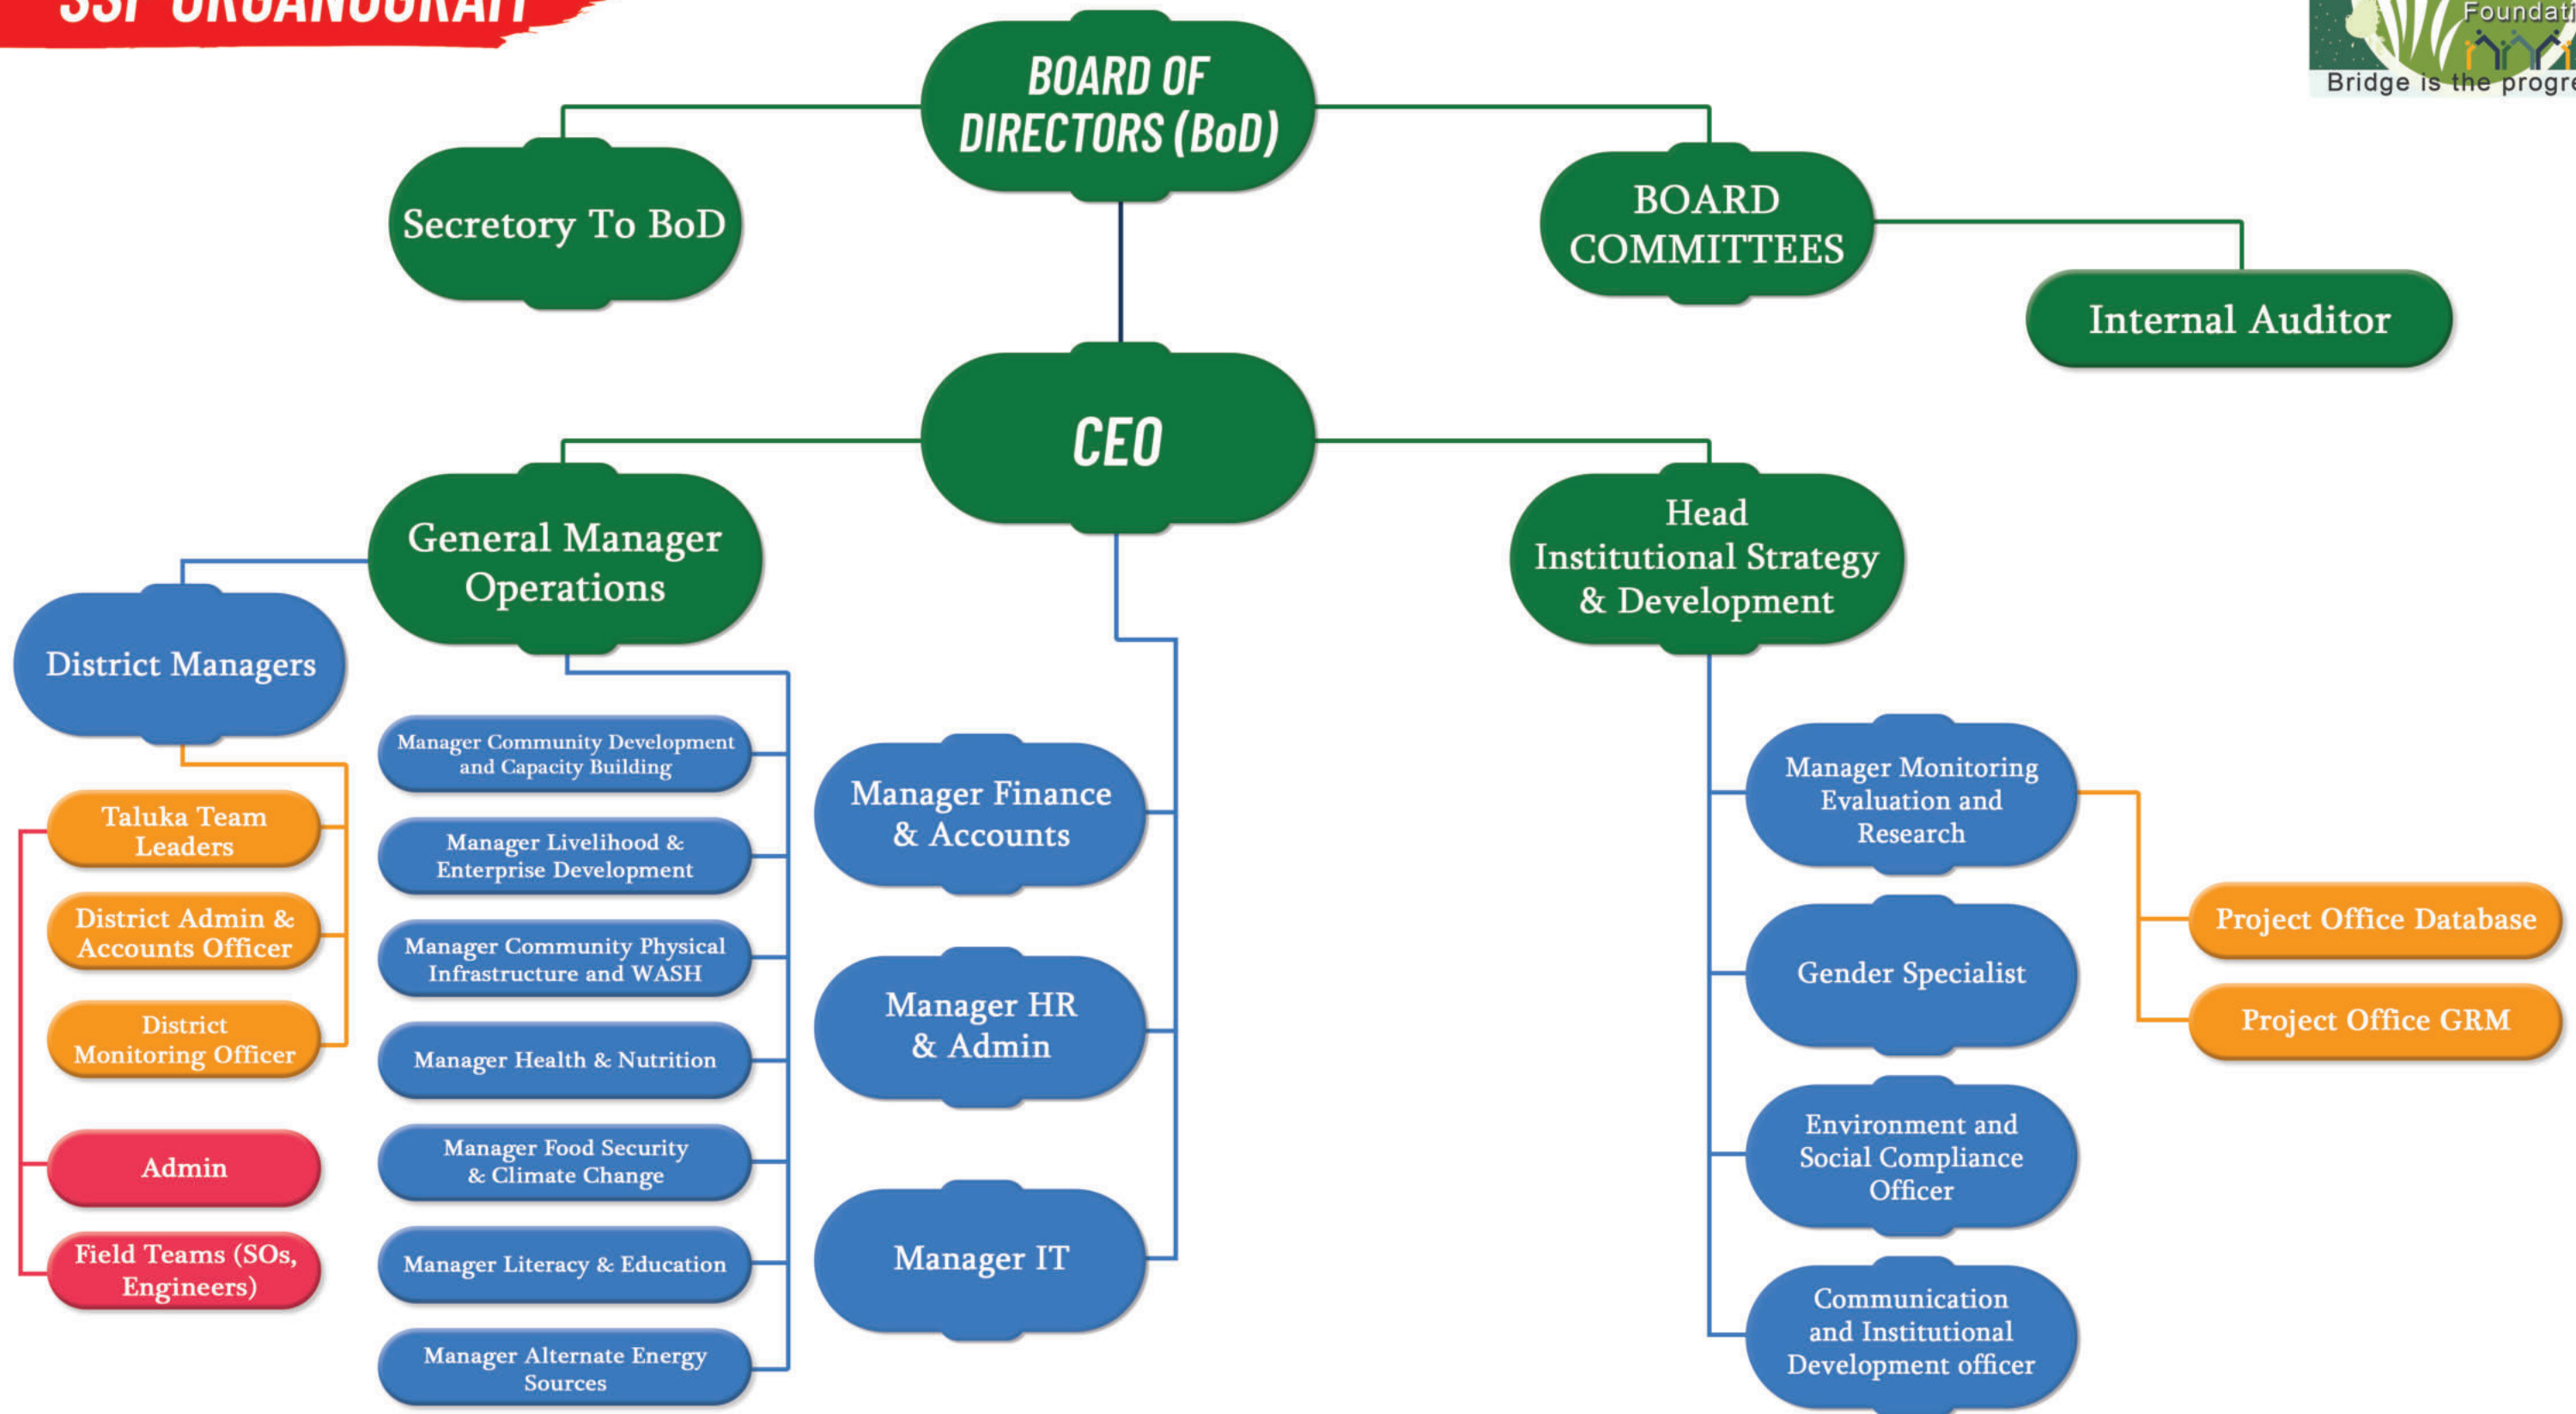 SSF ORGANOGRAM
Bridge is the
BOARD OF
DIRECTORS (BoD)
Secretory To BoD
BOARD
COMMITTEES
Internal Auditor
CEO
General Manager
Operations
Head
Institutional Strategy
& Development
District Managers
Taluka Team
Leaders
District Admin &
Accounts Officer
District
Monitoring Officer
Admin
Field Teams (SOs,
Engineers)
Manager Community Development
and Capacity Building
Manager Livelihood &
Enterprise Development
Manager Community Physical
Infrastructure and WASH
Manager Health & Nutrition
Manager Food Security
& Climate Change
Manager Literacy & Education
Manager Alternate Energy
Sources
Manager Finance
& Accounts
Manager HR
& Admin
Manager IT
Manager Monitoring
Evaluation and
Research
Gender Specialist
Environment and
Social Compliance
Officer
Communication
and Institutional
Development officer
Project Office Database
Project Office GRM